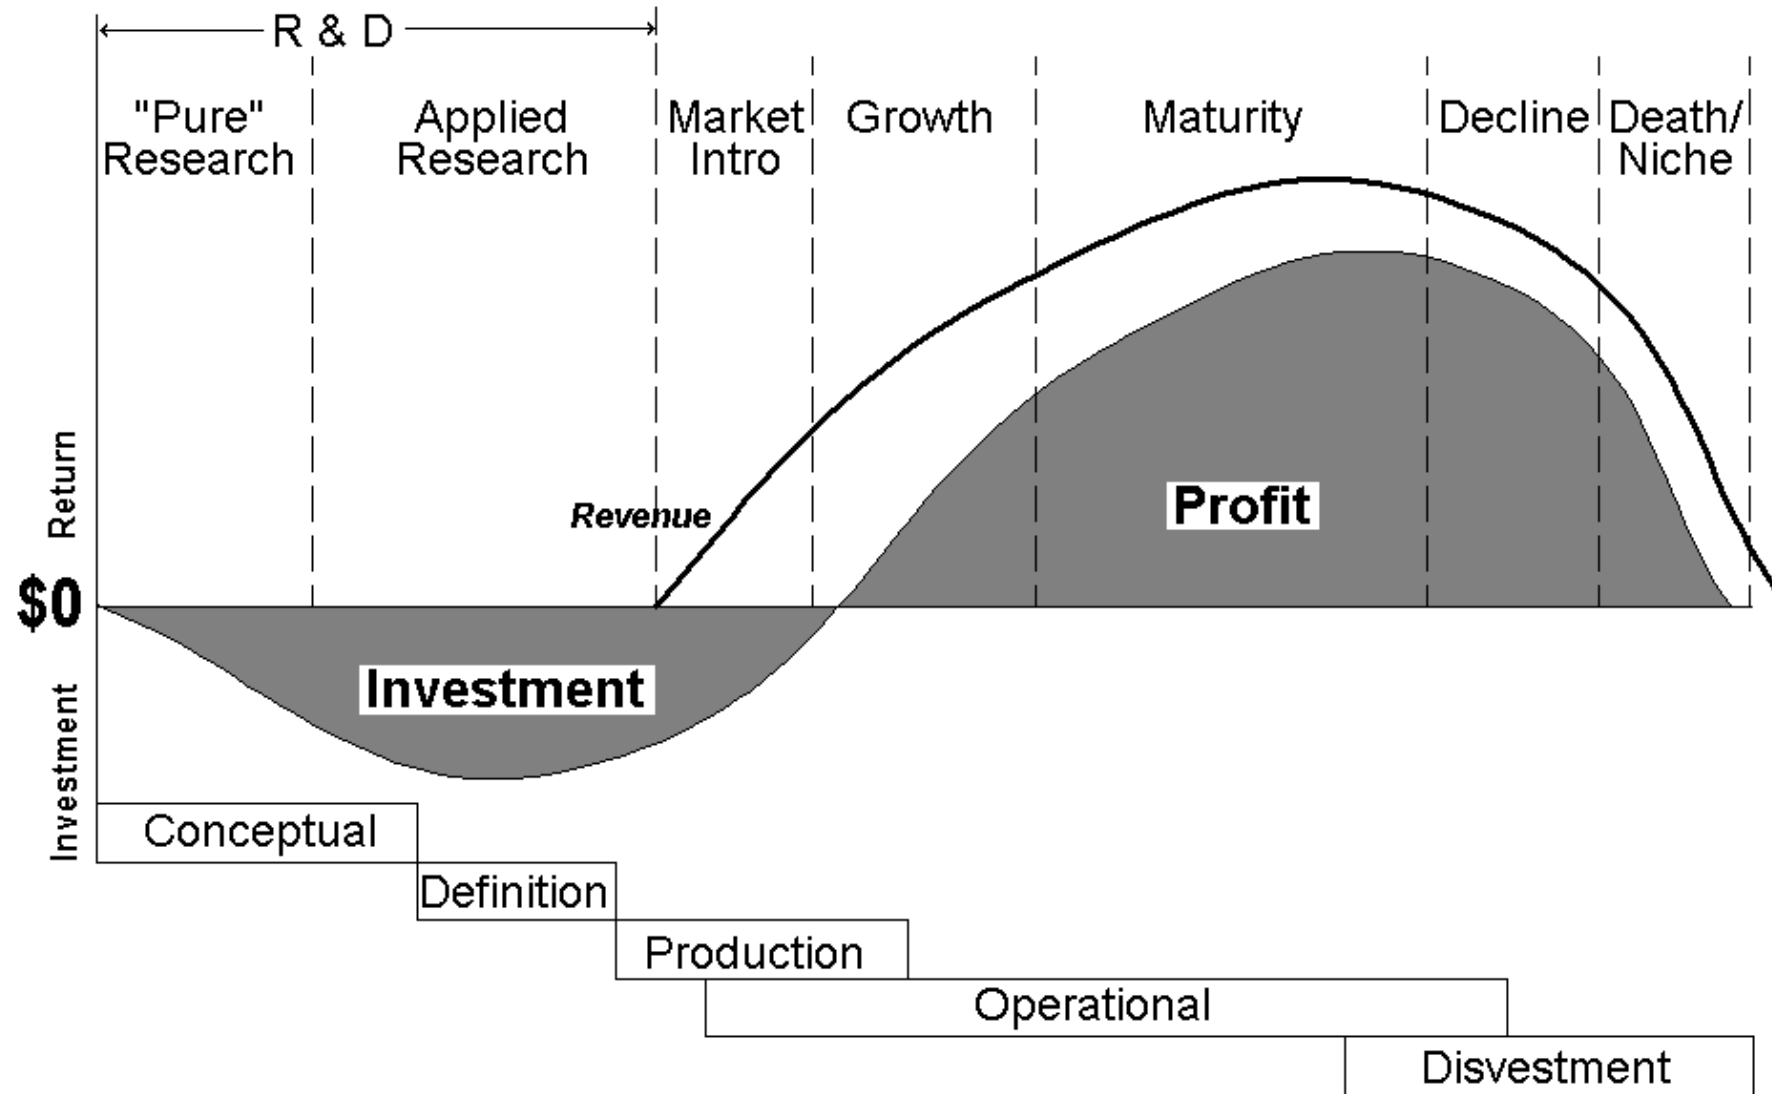 R & D
"Pure"
Research
Applied
Research
Market
Intro
Growth
Maturity
Decline
Death/
Niche
Return
Revenue
Profit
$0
Investment
Investment
Conceptual
Definition
Production
Operational
Disvestment